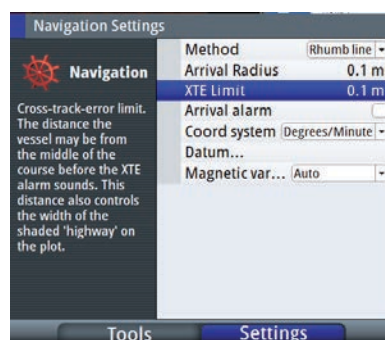 Navigation Settings
Navigation
Cross-track-error limit.
The distance the
vessel may be from
the middle of the
course before the XTE
alarm sounds. This
distance also controls
the width of the
shaded 'highway' on
the plot.
Method Rhumb line
Arrival Radius 0.1 m
XTE Limit 0.1 m
Arrival alarm
Coord system Degrees/Minute
Datum...
Magnetic var... Auto
Tools Settings